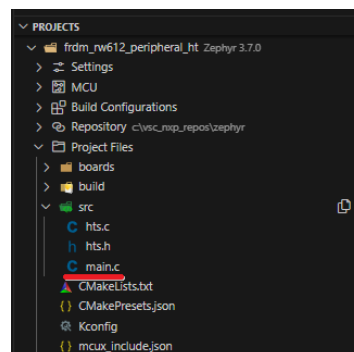 PROJECTS
frdm_rw612_peripheral_ht Zephyr 3.7.0
Settings
MCU
Build Configurations
Repository c:\vsc_nxp_repos\zephyr
Project Files
boards
build
src
C hts.c
h hts.h
C main.c
CMakeLists.txt
{} CMakePresets.json
Kconfig
{} mcux_include.json